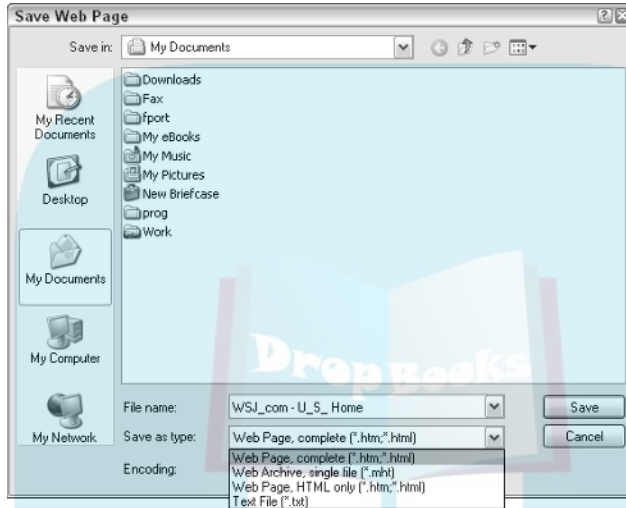 Save Web Page
Save in: My Documents
My Recent Documents
Desktop
My Documents
My Computer
My Network
Downloads
Fax
fport
My eBooks
My Music
My Pictures
New Briefcase
prog
Work
DropBooks
File name: WSJ_com - U_S_ Home
Save
Save as type: Web Page, complete (*.htm;*.html)
Cancel
Encoding:
Web Page, complete (*.htm;*.html)
Web Archive, single file (*.mht)
Web Page, HTML only (*.htm;*.html)
Text File (*.txt)